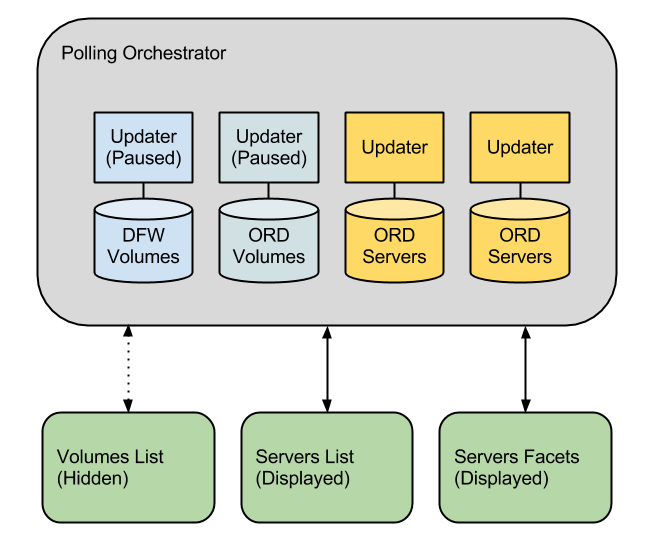 Polling Orchestrator
Updater
(Paused)
Updater
(Paused)
Updater
Updater
DFW
Volumes
ORD
Volumes
ORD
Servers
ORD
Servers
Volumes List
(Hidden)
Servers List
(Displayed)
Servers Facets
(Displayed)